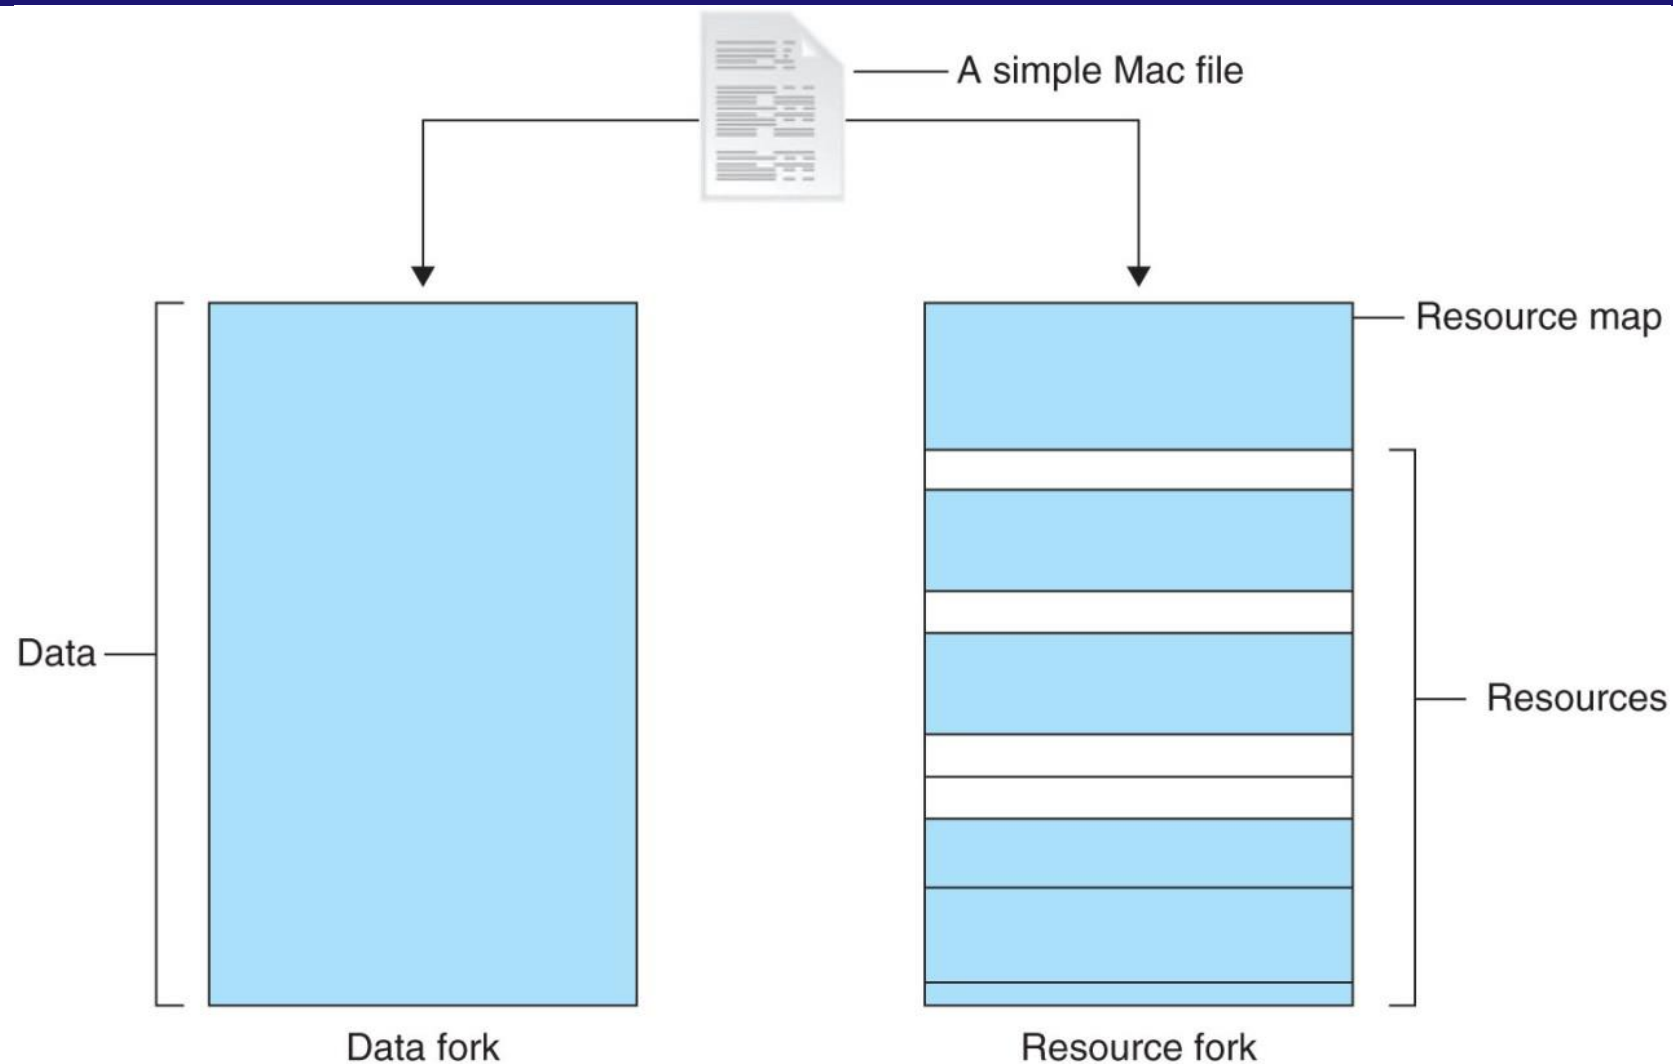 A simple Mac file
Resource map
Data
Resources
Data fork
Resource fork